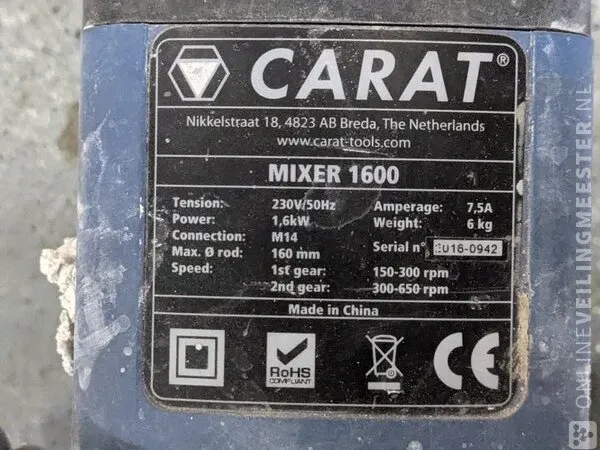 CARAT®
Nikkelstraat 18, 4823 AB Breda, The Netherlands
www.carat-tools.com
MIXER 1600
Tension: 230V/50Hz Amperage: 7,5A
Power: 1,6kW Weight: 6 kg
Connection: M14
Max. Ø rod: 160 mm Serial n° U16-0942
Speed: 1st gear: 150-300 rpm
2nd gear: 300-650 rpm
Made in China
RoHS
COMPLIANT
CE
ONLINEVEILINGMEESTER.NL